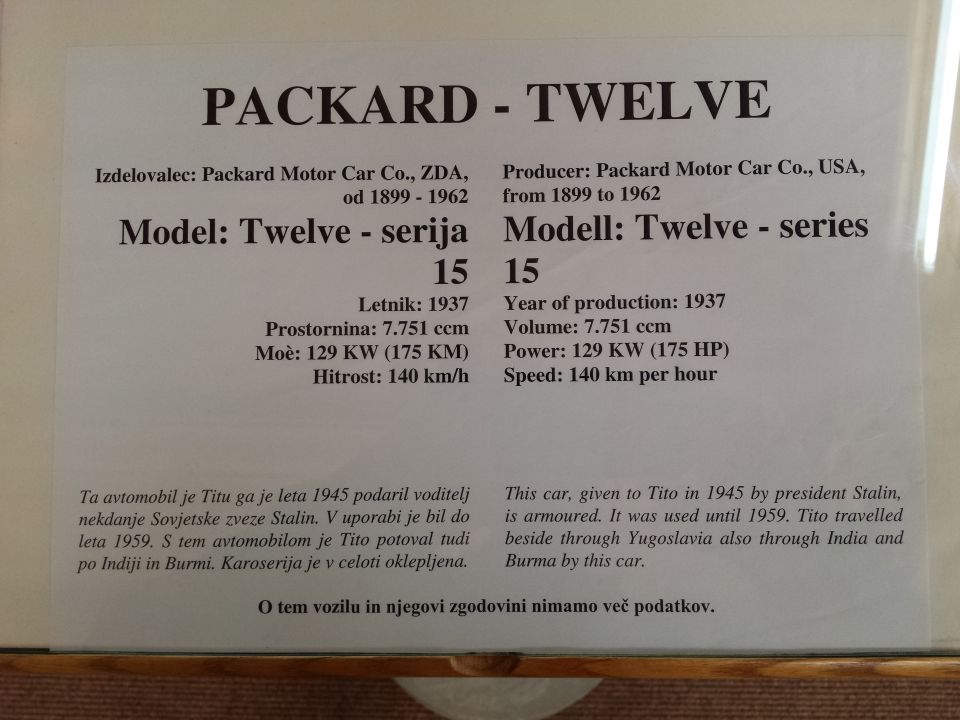 PACKARD - TWELVE
Izdelovalec: Packard Motor Car Co., ZDA,
od 1899 - 1962
Model: Twelve - serija
15
Letnik: 1937
Prostornina: 7.751 ccm
Moè: 129 KW (175 KM)
Hitrost: 140 km/h
Producer: Packard Motor Car Co., USA,
from 1899 to 1962
Modell: Twelve - series
15
Year of production: 1937
Volume: 7.751 ccm
Power: 129 KW (175 HP)
Speed: 140 km per hour
Ta avtomobil je Titu ga je leta 1945 podaril voditelj
nekdanje Sovjetske zveze Stalin. V uporabi je bil do
leta 1959. S tem avtomobilom je Tito potoval tudi
po Indiji in Burmi. Karoserija je v celoti oklepljena.
This car, given to Tito in 1945 by president Stalin,
is armoured. It was used until 1959. Tito travelled
beside through Yugoslavia also through India and
Burma by this car.
O tem vozilu in njegovi zgodovini nimamo več podatkov.